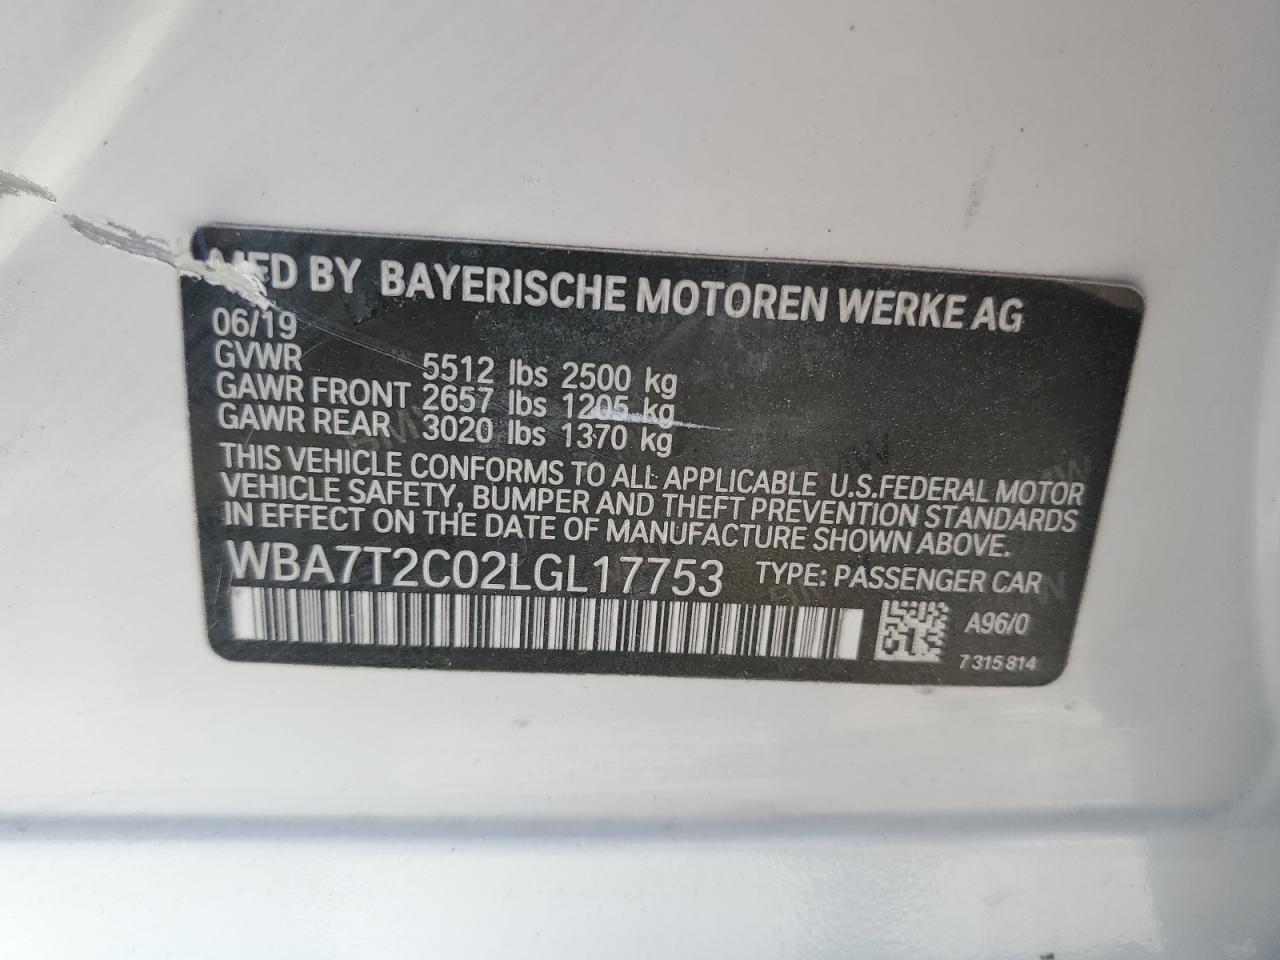 MFD BY BAYERISCHE MOTOREN WERKE AG
06/19
GVWR 5512 lbs 2500 kg
GAWR FRONT 2657 lbs 1205 kg
GAWR REAR 3020 lbs 1370 kg
THIS VEHICLE CONFORMS TO ALL APPLICABLE U.S.FEDERAL MOTOR
VEHICLE SAFETY, BUMPER AND THEFT PREVENTION STANDARDS
IN EFFECT ON THE DATE OF MANUFACTURE SHOWN ABOVE.
WBA7T2C02LGL17753 TYPE: PASSENGER CAR
A96/0
7 315 814